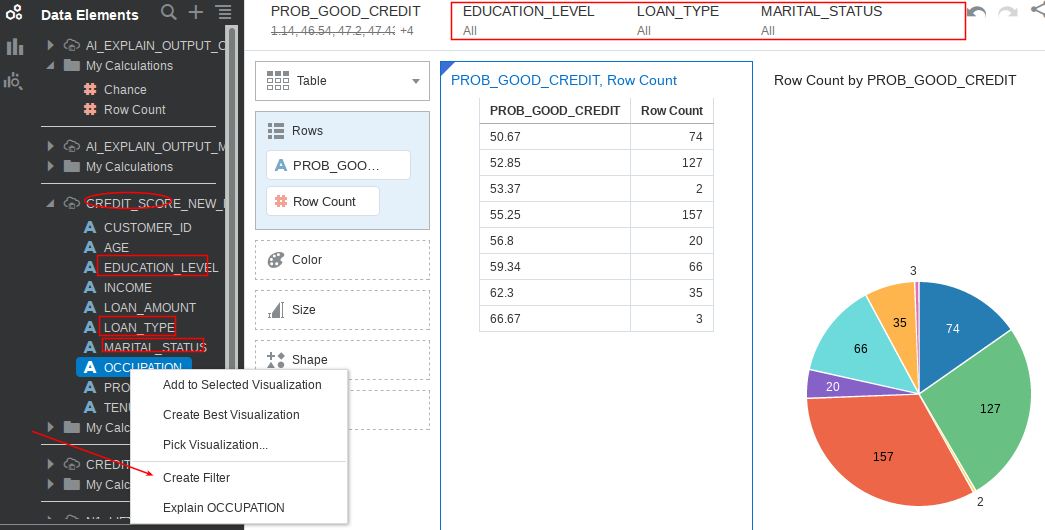 Data Elements
AI_EXPLAIN_OUTPUT_C
My Calculations
Chance
Row Count
AI_EXPLAIN_OUTPUT_M
My Calculations
CREDIT_SCORE_NEW_
CUSTOMER_ID
AGE
EDUCATION_LEVEL
INCOME
LOAN_AMOUNT
LOAN_TYPE
MARITAL_STATUS
OCCUPATION
PRO
TEN
My Calc
CREDI
My Calc
Add to Selected Visualization
Create Best Visualization
Pick Visualization...
Create Filter
Explain OCCUPATION
PROB_GOOD_CREDIT
1.14, 46.54, 47.2, 47.4 +4
EDUCATION_LEVEL
All
LOAN_TYPE
All
MARITAL_STATUS
All
Table
Rows
PROB_GOO...
Row Count
Color
Size
Shape
PROB_GOOD_CREDIT, Row Count
PROB_GOOD_CREDIT Row Count
50.67 74
52.85 127
53.37 2
55.25 157
56.8 20
59.34 66
62.3 35
66.67 3
Row Count by PROB_GOOD_CREDIT
3
35
74
66
20
127
157
2